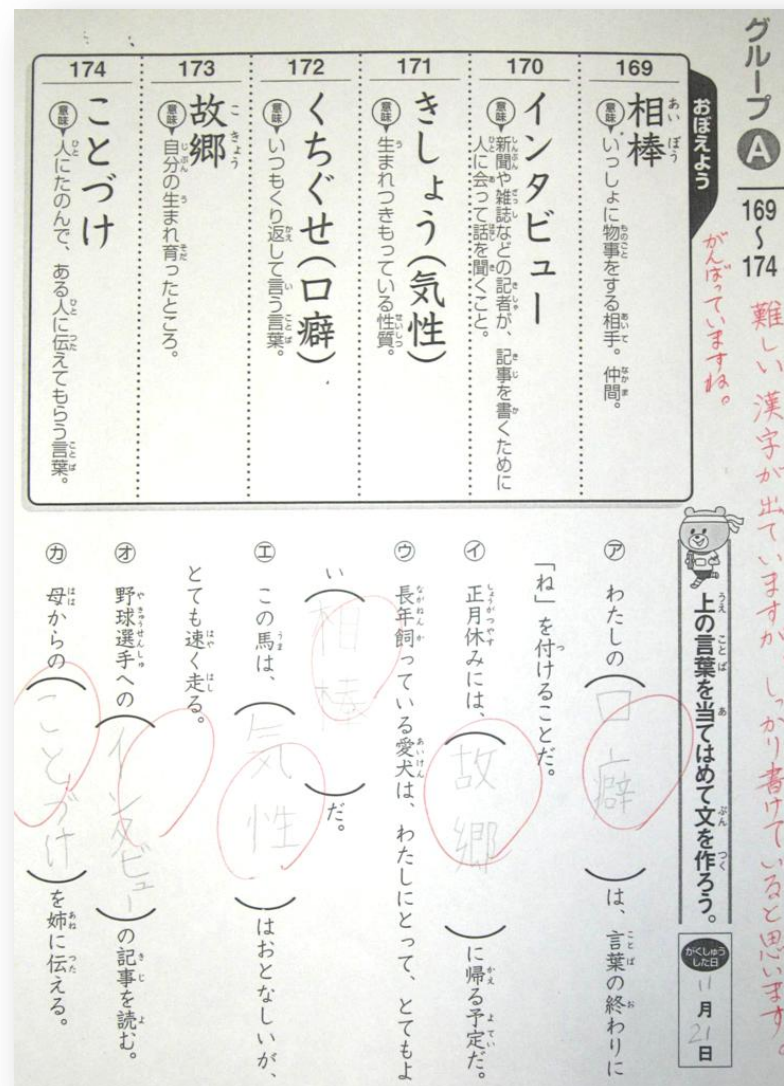 グループA
169〜174
難しい漢字が出ていますが、しっかり書けていると思います。
がんばっていますね。
おぼえよう
169
相棒
あいぼう
意味 いっしょに物事をする相手。仲間。
170
インタビュー
意味 新聞や雑誌などの記者が、記事を書くために
人に会って話を聞くこと。
171
きしょう(気性)
意味 生まれつきもっている性質。
172
くちぐせ(口癖)
意味 いつもくり返して言う言葉。
173
故郷
こきょう
意味 自分の生まれ育ったところ。
174
ことづけ
意味 人にたのんで、ある人に伝えてもらう言葉。
上の言葉を当てはめて文を作ろう。
がくしゅうした日
11月21日
ア わたしの(口癖)は、言葉の終わりに
「ね」を付けることだ。
イ 正月休みには、(故郷)に帰る予定だ。
ウ 長年飼っている愛犬は、わたしにとって、とてもよ
い(相棒)だ。
エ この馬は、(気性)はおとなしいが、
とても速く走る。
オ 野球選手への(インタビュー)の記事を読む。
カ 母からの(ことづけ)を姉に伝える。